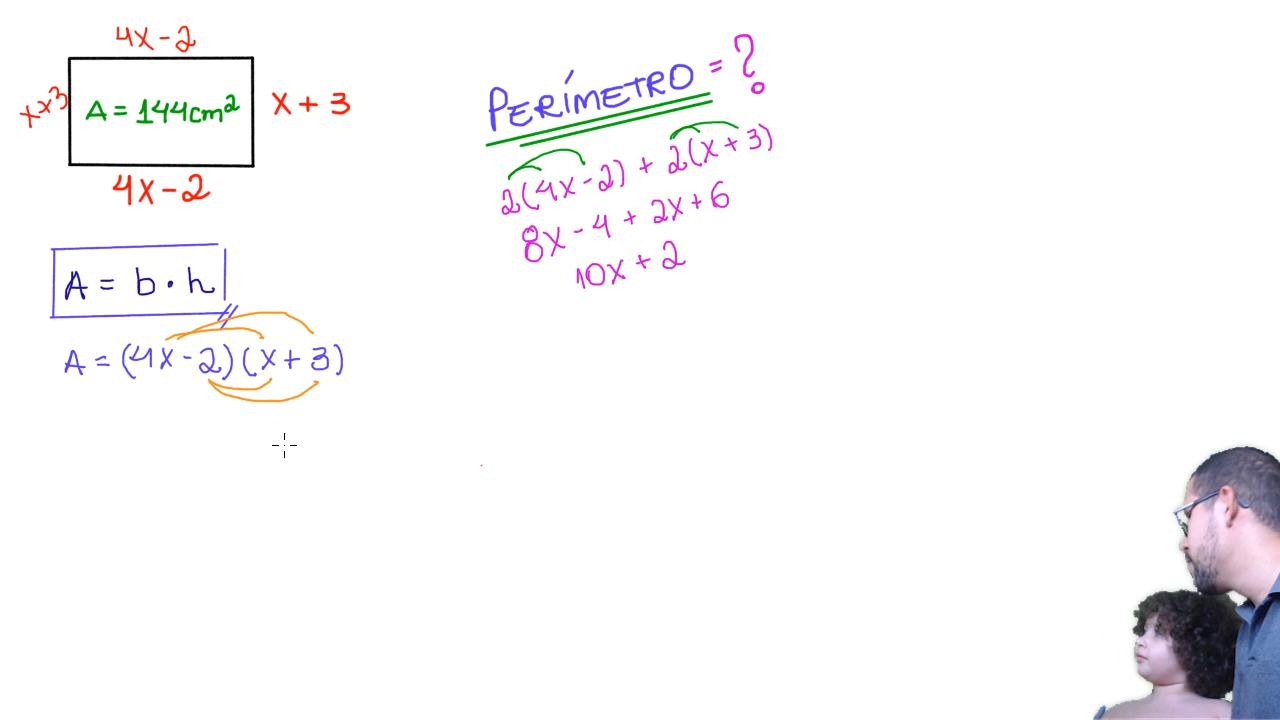 4x - 2
x+3
A = 144cm²
x + 3
4x - 2
A = b · h
A = (4x - 2)(x + 3)
PERÍMETRO = ?
2(4x - 2) + 2(x + 3)
8x - 4 + 2x + 6
10x + 2